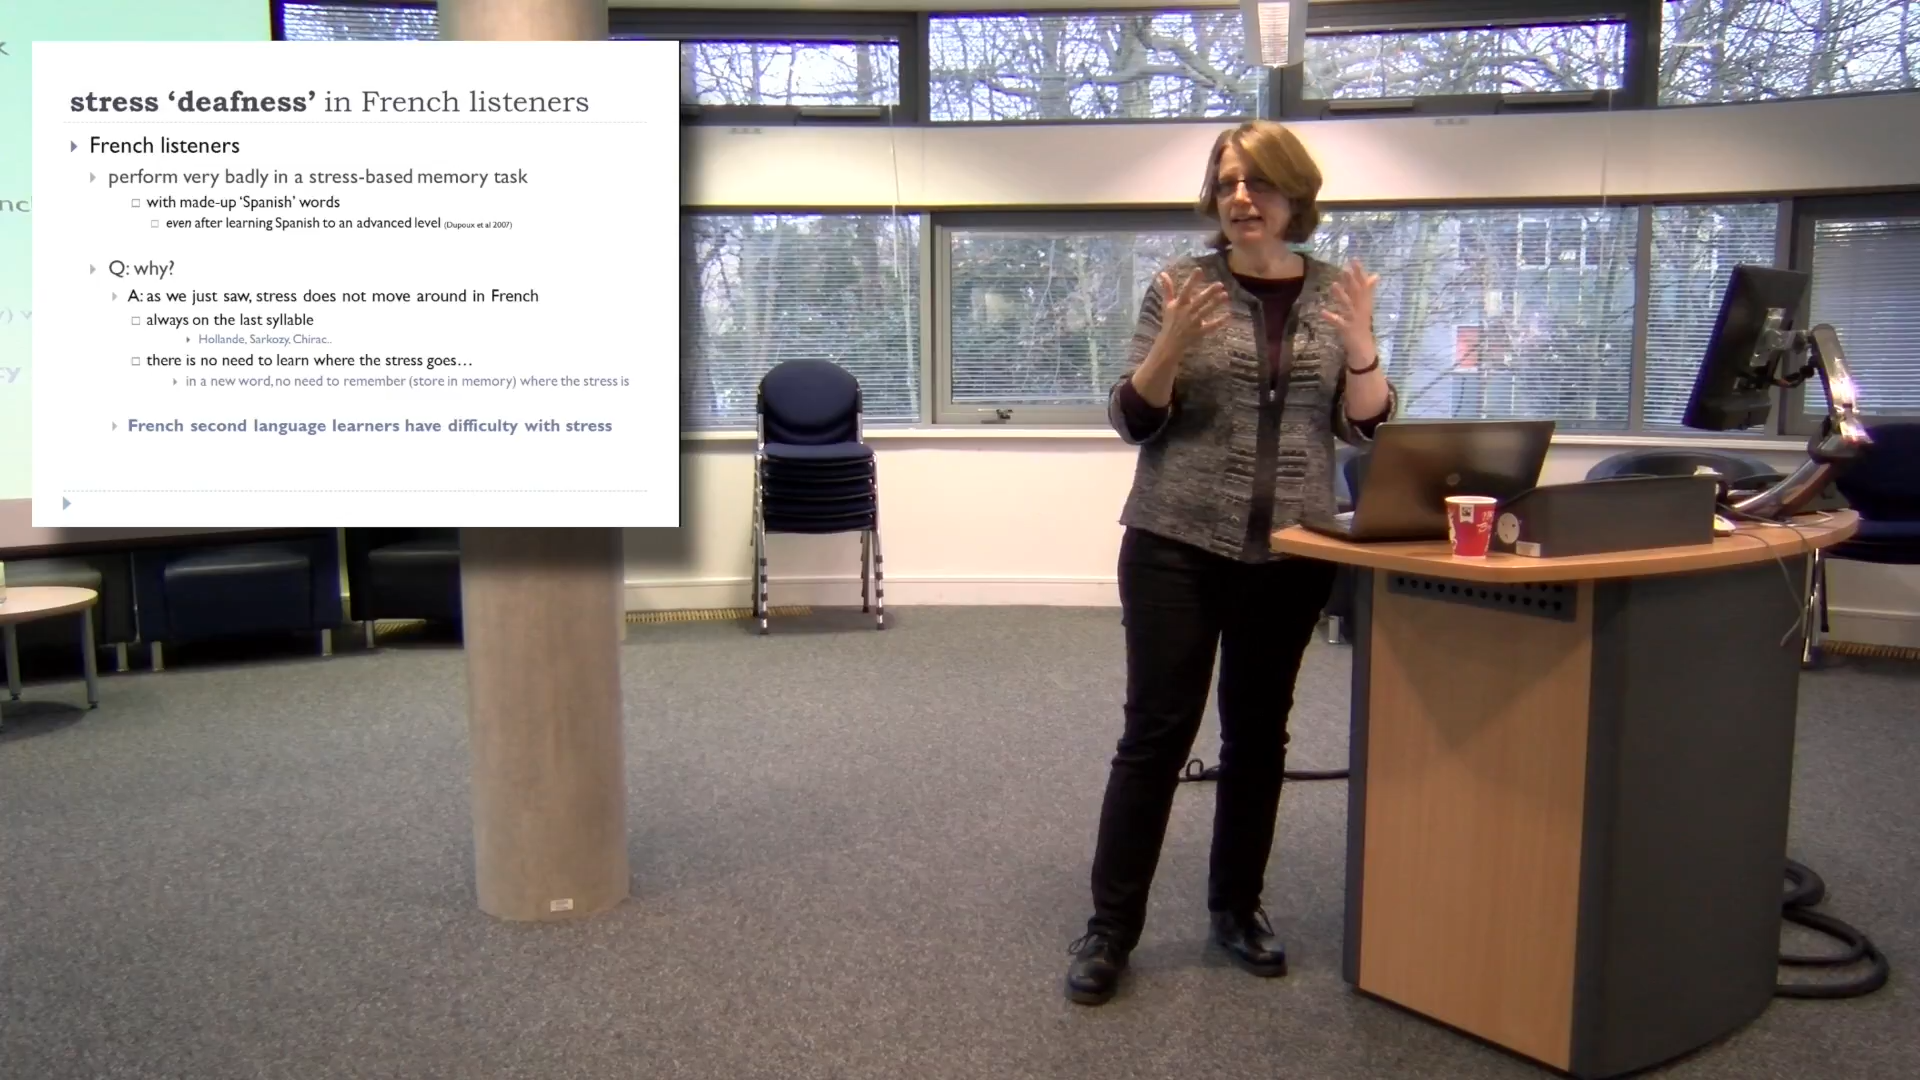 stress ‘deafness’ in French listeners
French listeners
perform very badly in a stress-based memory task
with made-up ‘Spanish’ words
even after learning Spanish to an advanced level (Dupoux et al 2007)
Q: why?
A: as we just saw, stress does not move around in French
always on the last syllable
Hollande, Sarkozy, Chirac..
there is no need to learn where the stress goes…
in a new word, no need to remember (store in memory) where the stress is
French second language learners have difficulty with stress